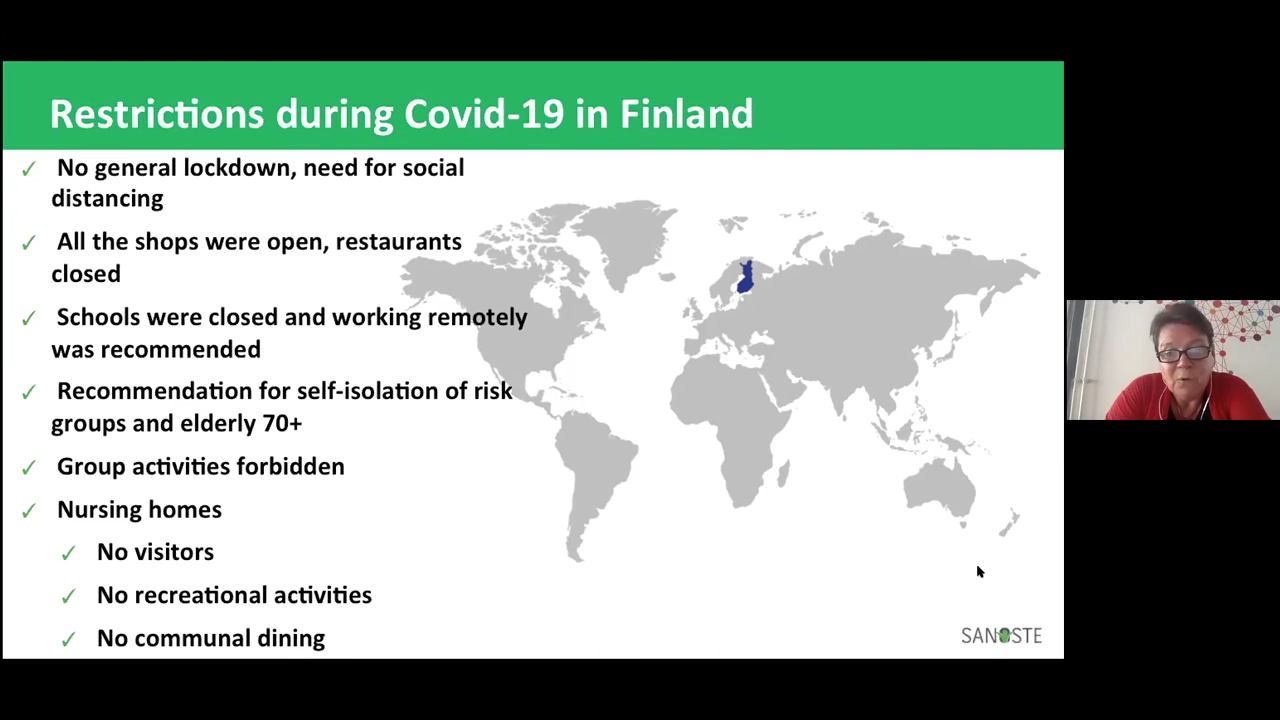 Restrictions during Covid-19 in Finland
✓ No general lockdown, need for social
distancing
✓ All the shops were open, restaurants
closed
✓ Schools were closed and working remotely
was recommended
✓ Recommendation for self-isolation of risk
groups and elderly 70+
✓ Group activities forbidden
✓ Nursing homes
✓ No visitors
✓ No recreational activities
✓ No communal dining
SANOSTE